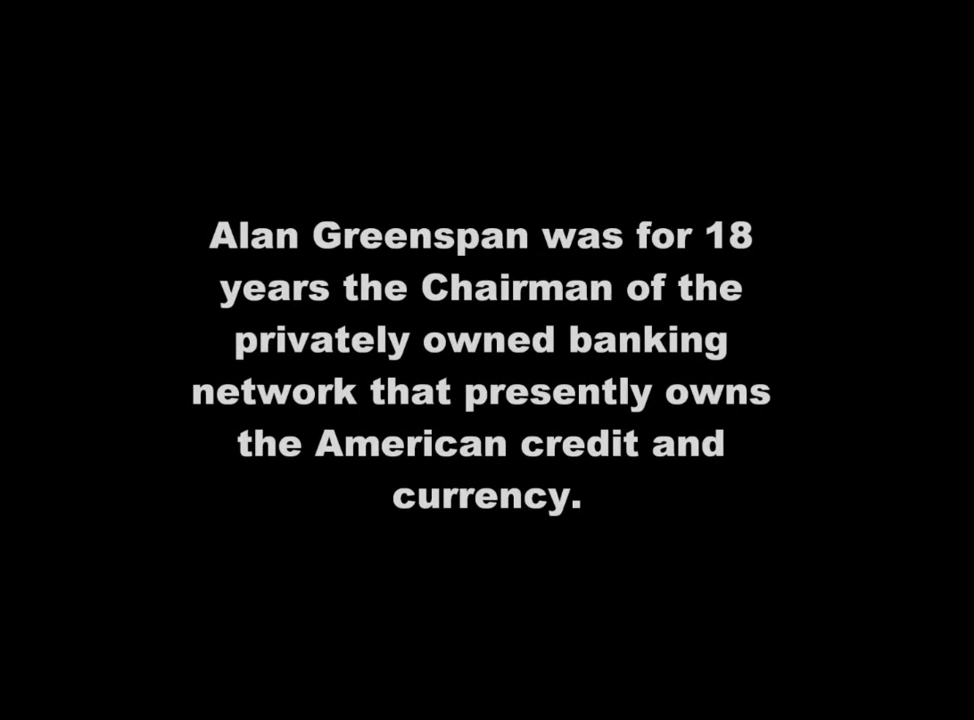 Alan Greenspan was for 18
years the Chairman of the
privately owned banking
network that presently owns
the American credit and
currency.